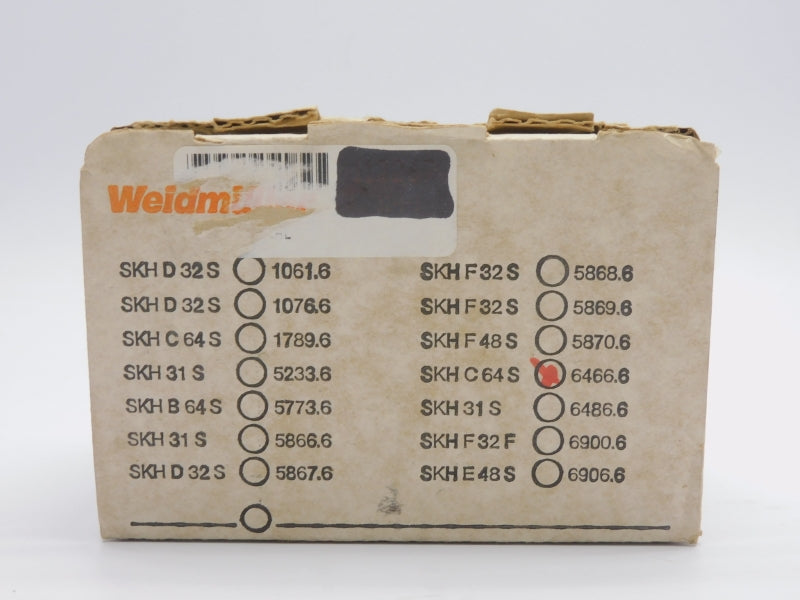 Weidm
SKH D 32 S 1061.6
SKH D 32 S 1076.6
SKH C 64 S 1789.6
SKH 31 S 5233.6
SKH B 64 S 5773.6
SKH 31 S 5866.6
SKH D 32 S 5867.6
SKH F 32 S 5868.6
SKH F 32 S 5869.6
SKH F 48 S 5870.6
SKH C 64 S 6466.6
SKH 31 S 6486.6
SKH F 32 F 6900.6
SKH E 48 S 6906.6